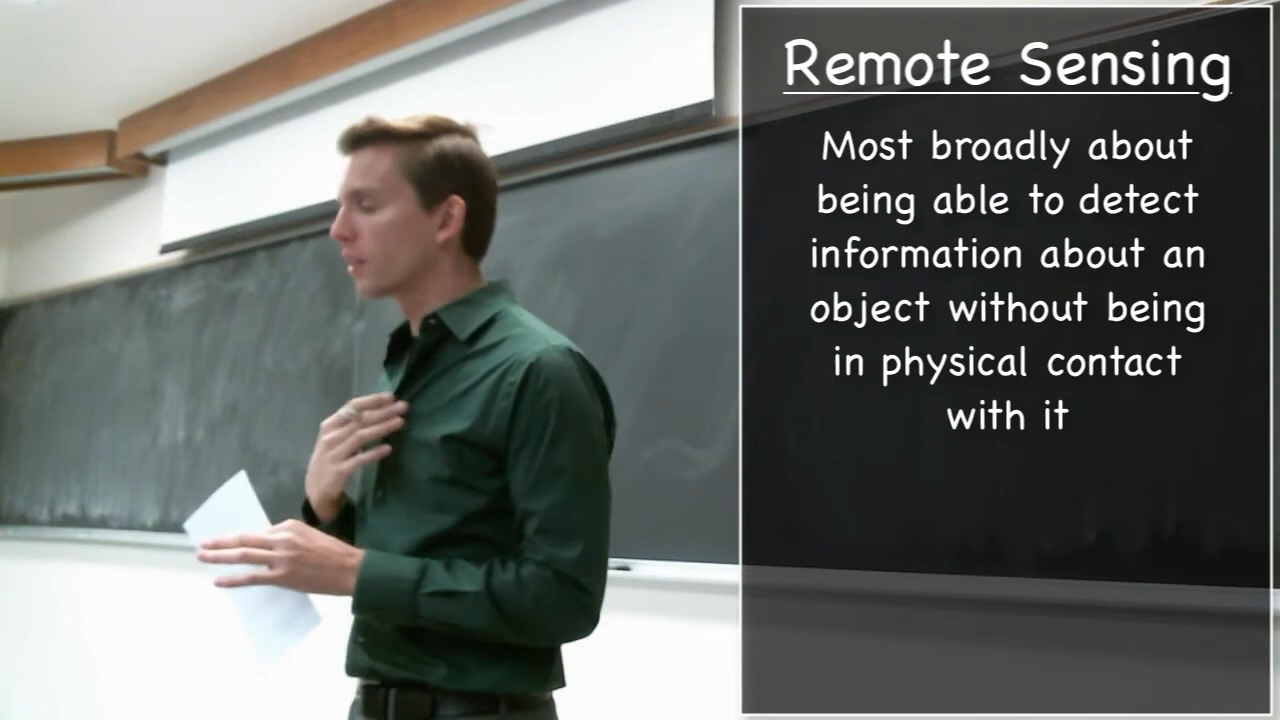 Remote Sensing
Most broadly about
being able to detect
information about an
object without being
in physical contact
with it